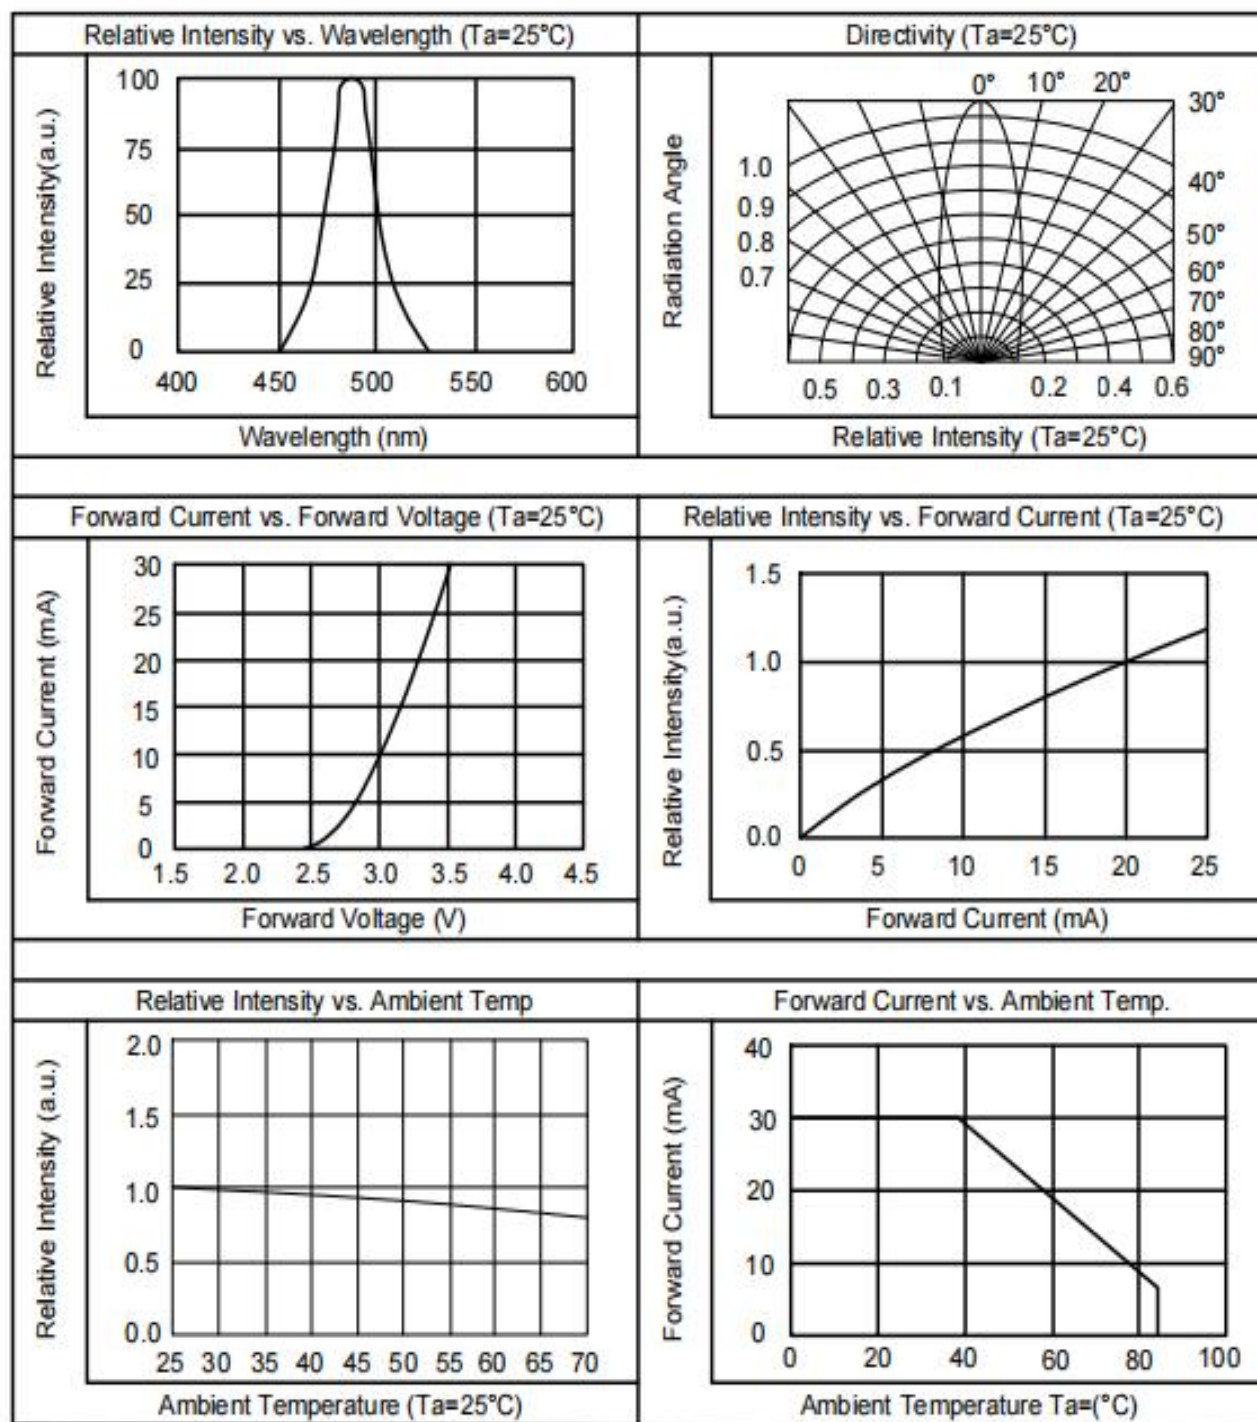 Relative Intensity vs. Wavelength (Ta=25°C)
Relative Intensity(a.u.)
100
75
50
25
0
400 450 500 550 600
Wavelength (nm)
Directivity (Ta=25°C)
Radiation Angle
0° 10° 20°
30°
40°
50°
60°
70°
80°
90°
1.0
0.9
0.8
0.7
0.5 0.3 0.1 0.2 0.4 0.6
Relative Intensity (Ta=25°C)
Forward Current vs. Forward Voltage (Ta=25°C)
Forward Current (mA)
30
25
20
15
10
5
0
1.5 2.0 2.5 3.0 3.5 4.0 4.5
Forward Voltage (V)
Relative Intensity vs. Forward Current (Ta=25°C)
Relative Intensity(a.u.)
1.5
1.0
0.5
0.0
0 5 10 15 20 25
Forward Current (mA)
Relative Intensity vs. Ambient Temp
Relative Intensity (a.u.)
2.0
1.5
1.0
0.5
0.0
25 30 35 40 45 50 55 60 65 70
Ambient Temperature (Ta=25°C)
Forward Current vs. Ambient Temp.
Forward Current (mA)
40
30
20
10
0
0 20 40 60 80 100
Ambient Temperature Ta=(°C)